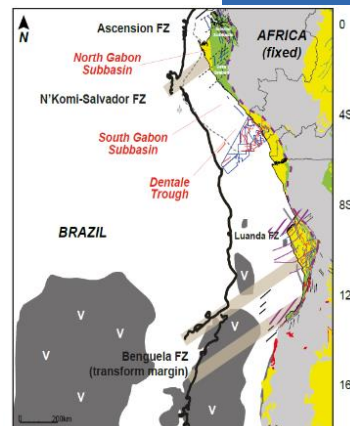 N
Ascension FZ
AFRICA
(fixed)
0
North Gabon
Subbasin
N'Komi-Salvador FZ
4S
South Gabon
Subbasin
Dentale
Trough
8S
BRAZIL
Luanda FZ
12
V
V
V
V
V
V
Benguela FZ
(transform margin)
16
0
200km